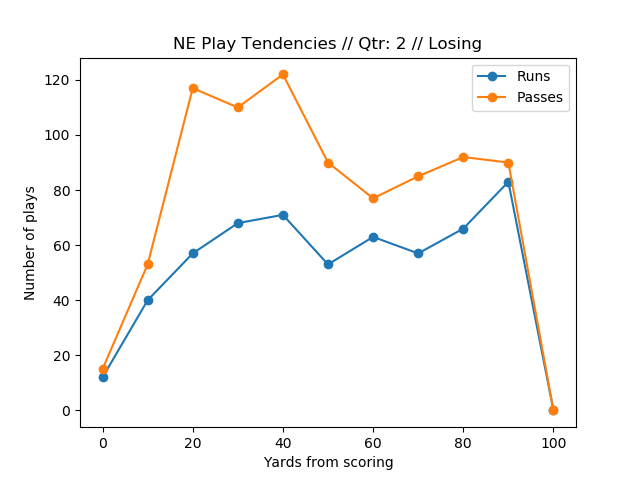 NE Play Tendencies // Qtr: 2 // Losing
Runs
Passes
Number of plays
120
100
80
60
40
20
0
0 20 40 60 80 100
Yards from scoring